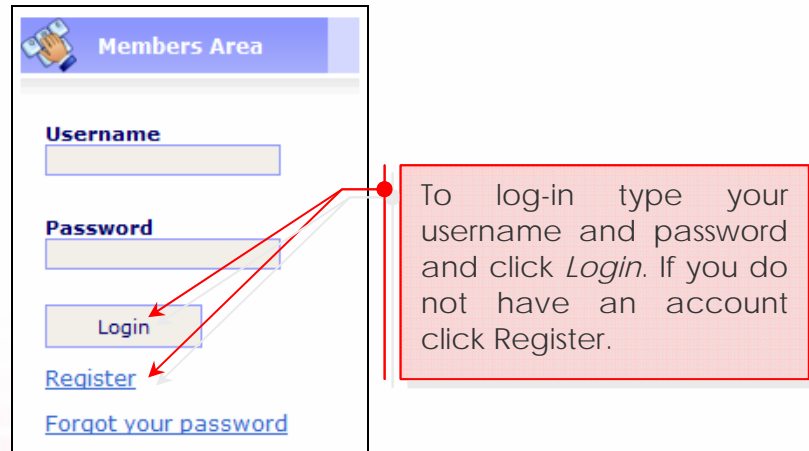 Members Area
Username
Password
Login
Register
Forgot your password
To log-in type your
username and password
and click Login. If you do
not have an account
click Register.